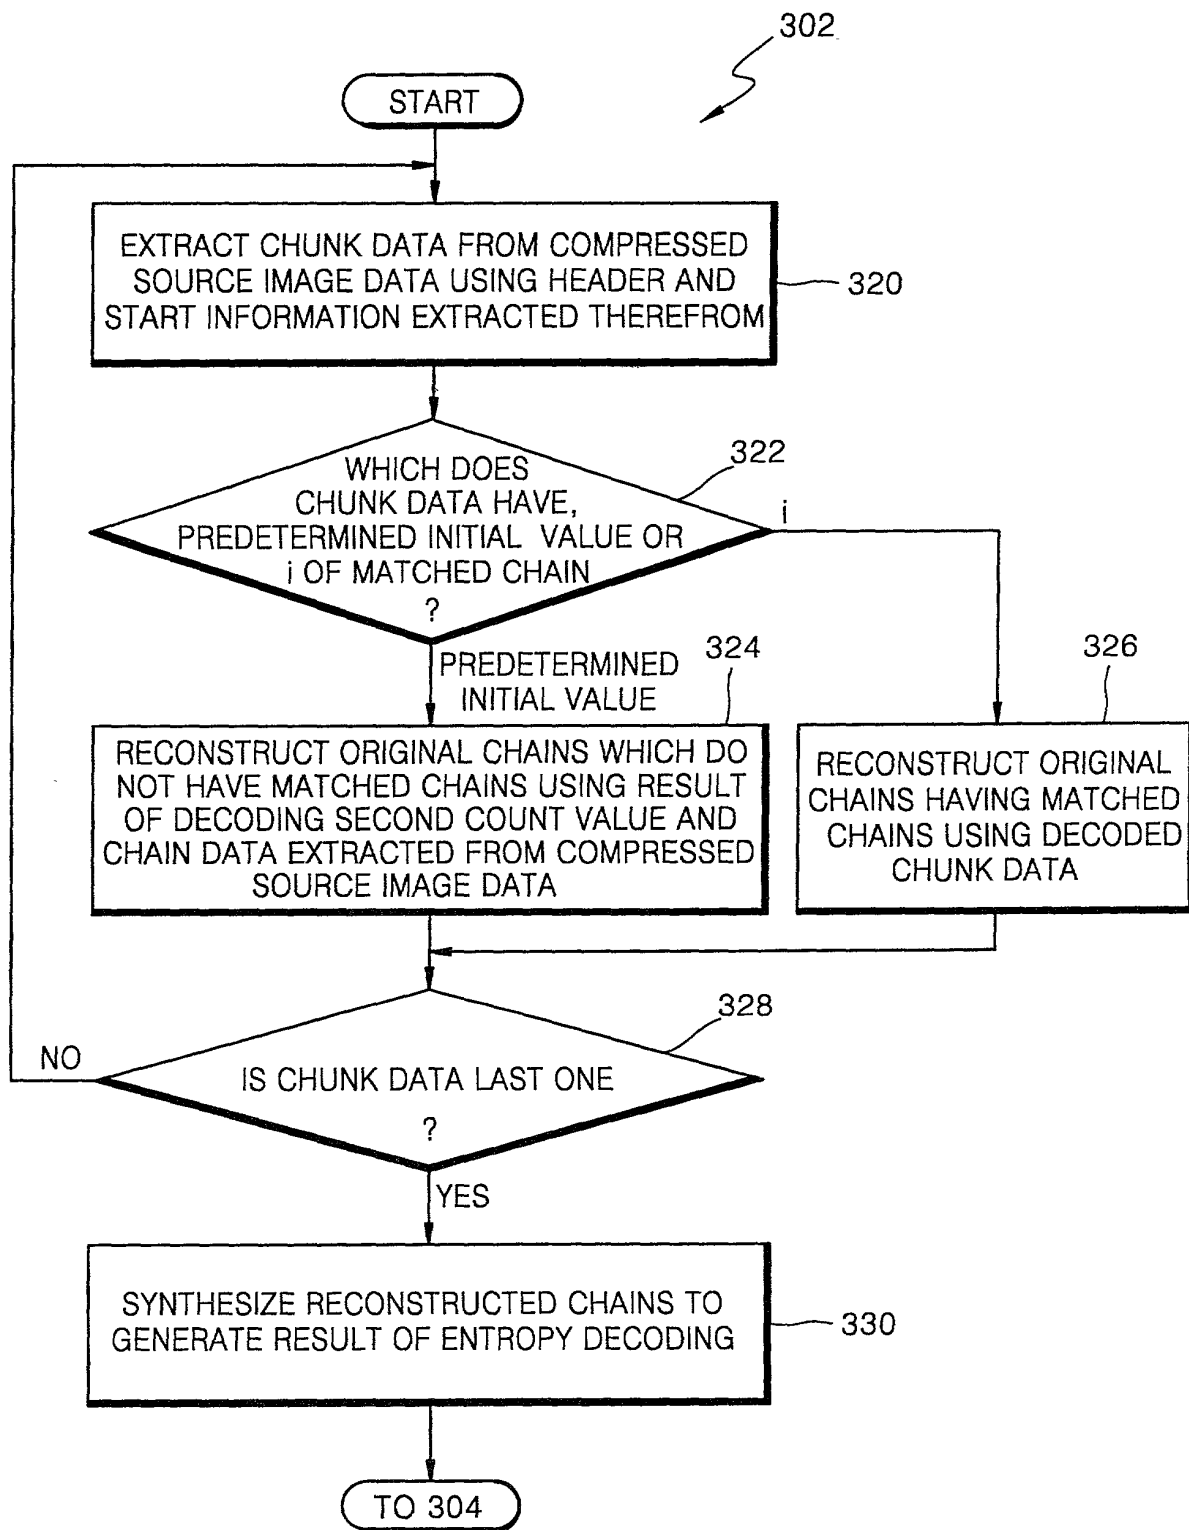 302
START
EXTRACT CHUNK DATA FROM COMPRESSED
SOURCE IMAGE DATA USING HEADER AND
START INFORMATION EXTRACTED THEREFROM
320
322
WHICH DOES
CHUNK DATA HAVE,
PREDETERMINED INITIAL VALUE OR
i OF MATCHED CHAIN
?
i
PREDETERMINED
INITIAL VALUE
324
326
RECONSTRUCT ORIGINAL CHAINS WHICH DO
NOT HAVE MATCHED CHAINS USING RESULT
OF DECODING SECOND COUNT VALUE AND
CHAIN DATA EXTRACTED FROM COMPRESSED
SOURCE IMAGE DATA
RECONSTRUCT ORIGINAL
CHAINS HAVING MATCHED
CHAINS USING DECODED
CHUNK DATA
328
NO
IS CHUNK DATA LAST ONE
?
YES
SYNTHESIZE RECONSTRUCTED CHAINS TO
GENERATE RESULT OF ENTROPY DECODING
330
TO 304